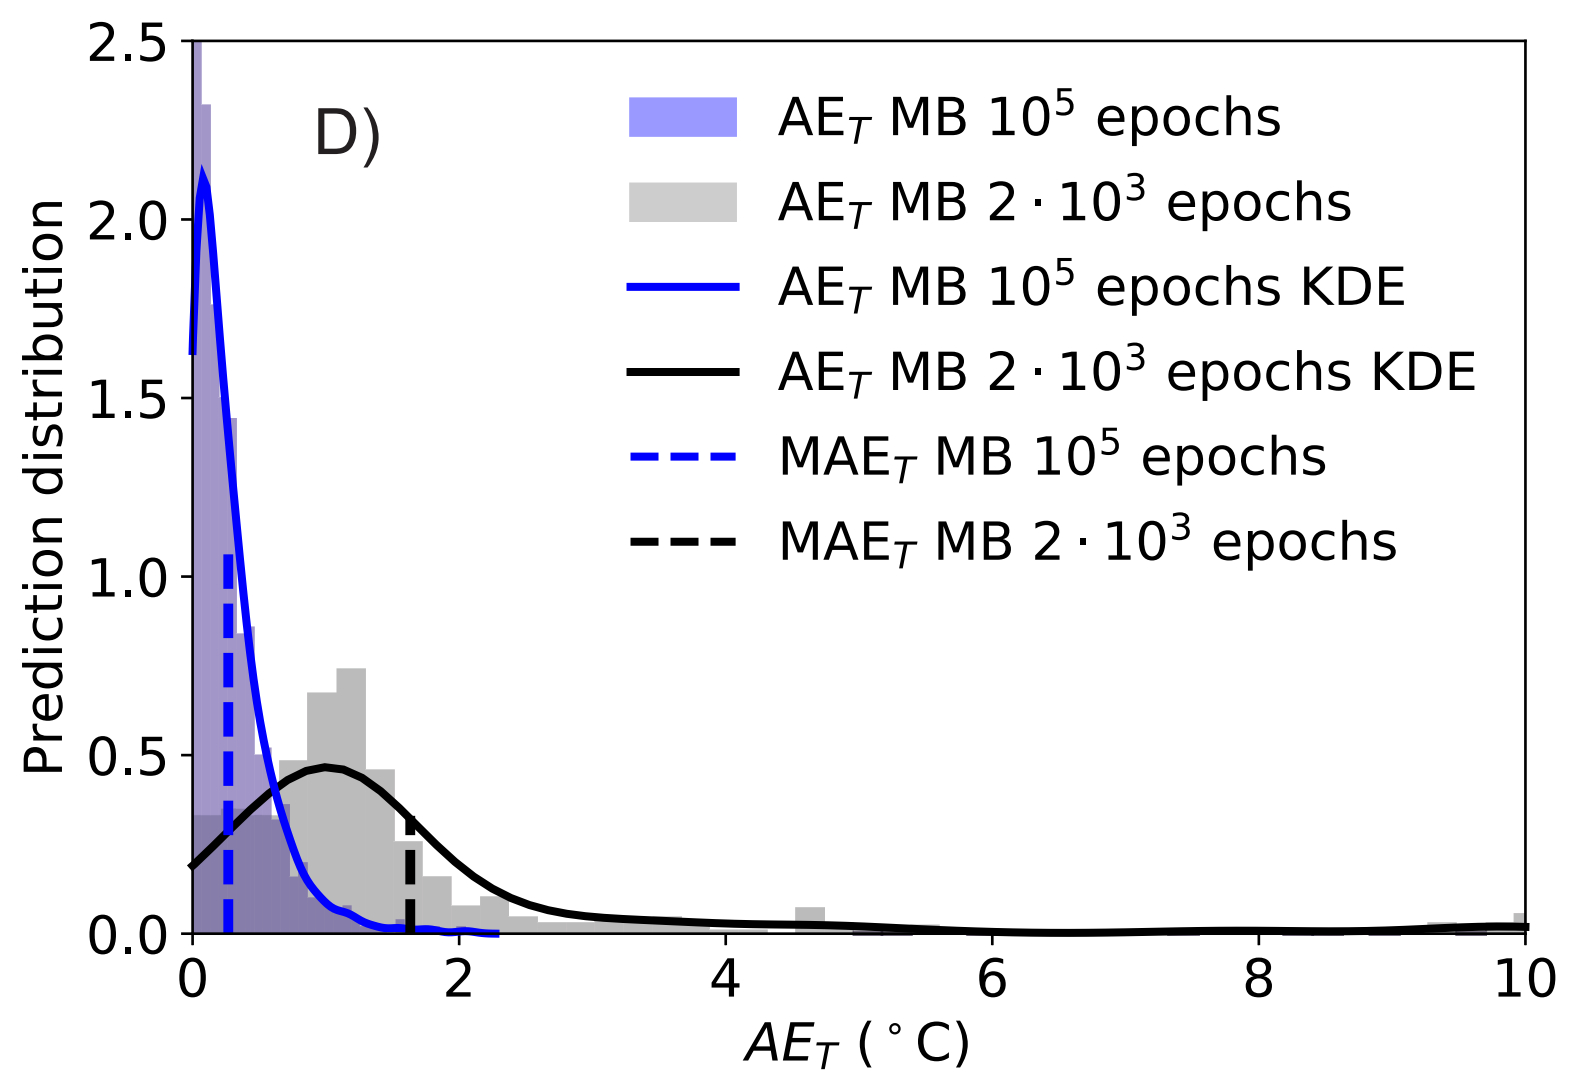 2.5
2.0
1.5
1.0
0.5
0.0
Prediction distribution
D)
AE_T MB 10^5 epochs
AE_T MB 2·10^3 epochs
AE_T MB 10^5 epochs KDE
AE_T MB 2·10^3 epochs KDE
MAE_T MB 10^5 epochs
MAE_T MB 2·10^3 epochs
0 2 4 6 8 10
AE_T (°C)